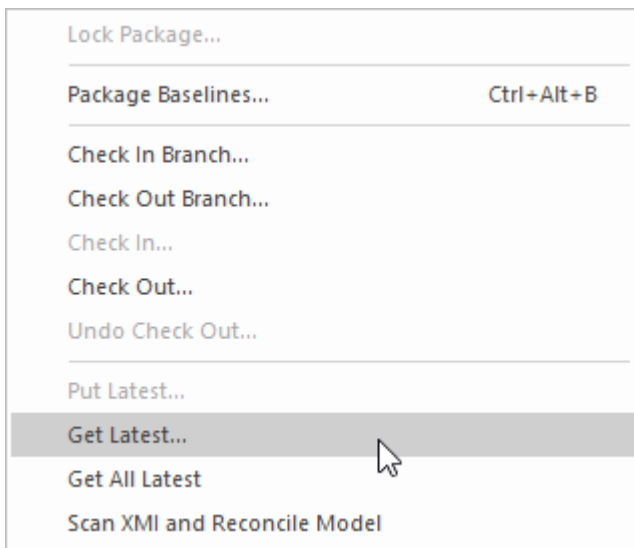 Lock Package...
Package Baselines... Ctrl+Alt+B
Check In Branch...
Check Out Branch...
Check In...
Check Out...
Undo Check Out...
Put Latest...
Get Latest...
Get All Latest
Scan XMI and Reconcile Model